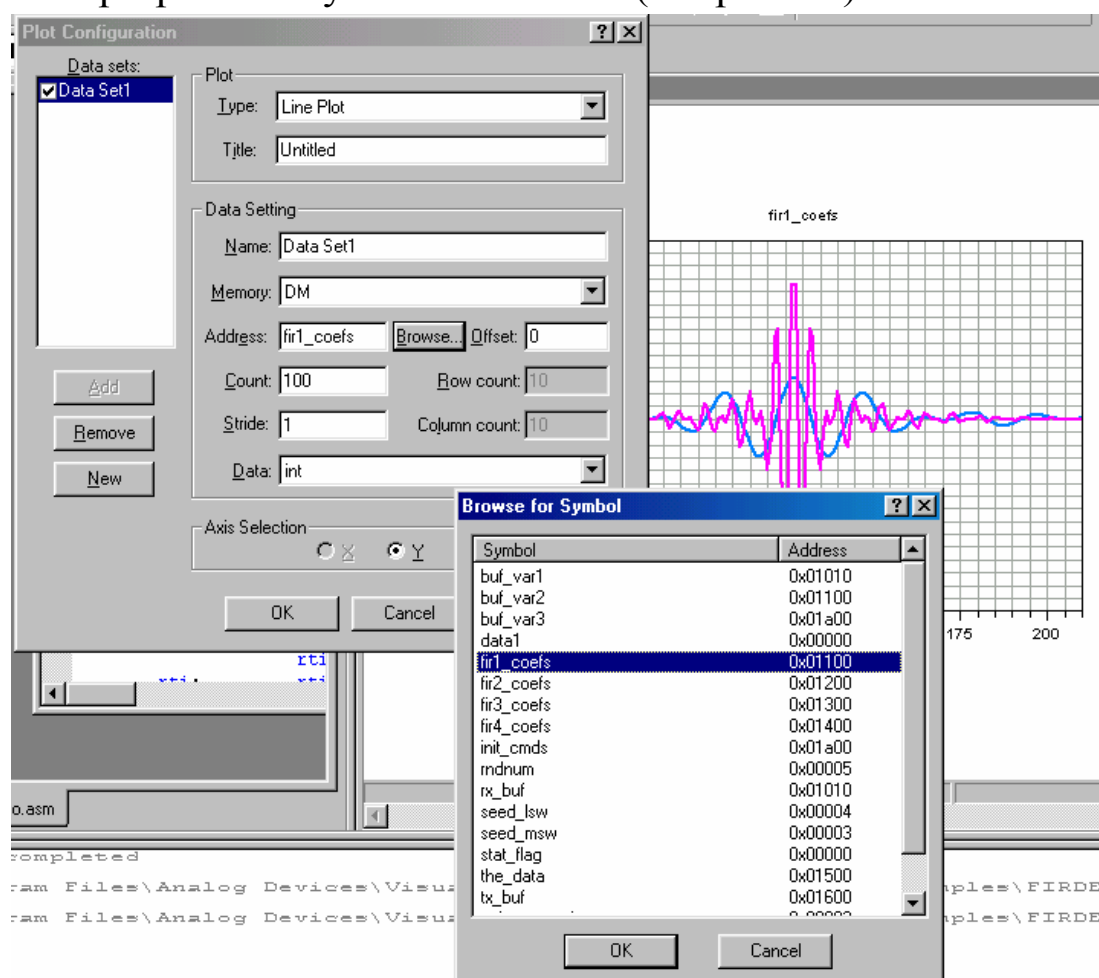 Plot Configuration
Data sets:
Data Set1
Add
Remove
New
Plot
Type: Line Plot
Title: Untitled
Data Setting
Name: Data Set1
Memory: DM
Address: fir1_coefs Browse... Offset: 0
Count: 100 Row count: 10
Stride: 1 Column count: 10
Data: int
Axis Selection
X Y
OK Cancel
fir1_coefs
175 200
Browse for Symbol
Symbol Address
buf_var1 0x01010
buf_var2 0x01100
buf_var3 0x01a00
data1 0x00000
fir1_coefs 0x01100
fir2_coefs 0x01200
fir3_coefs 0x01300
fir4_coefs 0x01400
init_cmds 0x01a00
rndnum 0x00005
rx_buf 0x01010
seed_lsw 0x00004
seed_msw 0x00003
stat_flag 0x00000
the_data 0x01500
tx_buf 0x01600
OK Cancel
rti
o.asm
ompleted
ram Files\Analog Devices\Visu
ples\FIRDE
ram Files\Analog Devices\Visu
ples\FIRDE